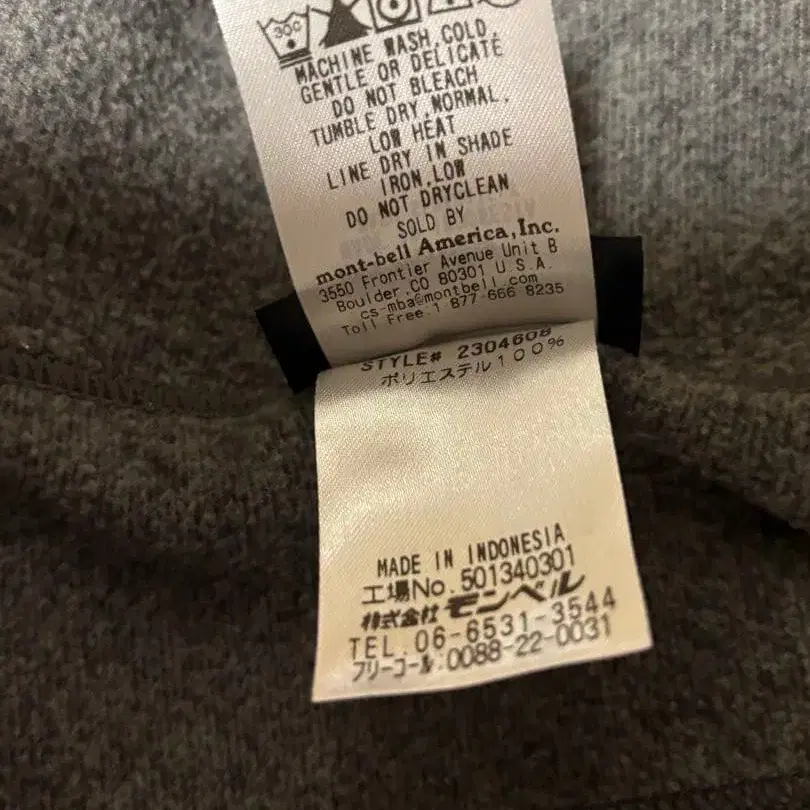 30C
MACHINE WASH,COLD,
GENTLE OR DELICATE
DO NOT BLEACH
TUMBLE DRY,NORMAL,
LOW HEAT
LINE DRY IN SHADE
IRON,LOW
DO NOT DRYCLEAN
SOLD BY
mont-bell America,Inc.
3550 Frontier Avenue Unit B
Boulder,CO 80301 U.S.A.
cs-mba@montbell.com
Toll Free.1 877 666 8235
STYLE# 2304608
ポリエステル100%
MADE IN INDONESIA
工場No.501340301
株式会社 モンベル
TEL.06-6531-3544
フリーコール:0088-22-0031